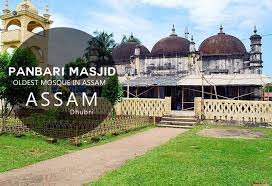 PANBARI MASJID
OLDEST MOSQUE IN ASSAM
ASSAM
Dhubri